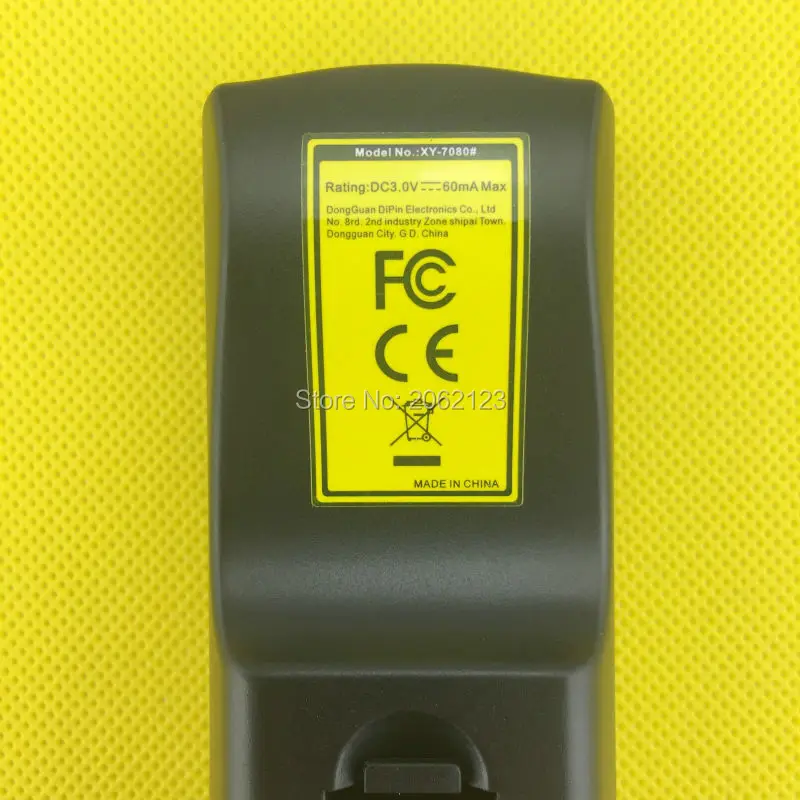 Model No.:XY-7080#
Rating:DC3.0V 60mA Max
DongGuan DiPin Electronics Co., Ltd
No. 8rd. 2nd industry Zone shipai Town,
Dongguan City. G D. China
FC
CE
Store No: 2062123
MADE IN CHINA